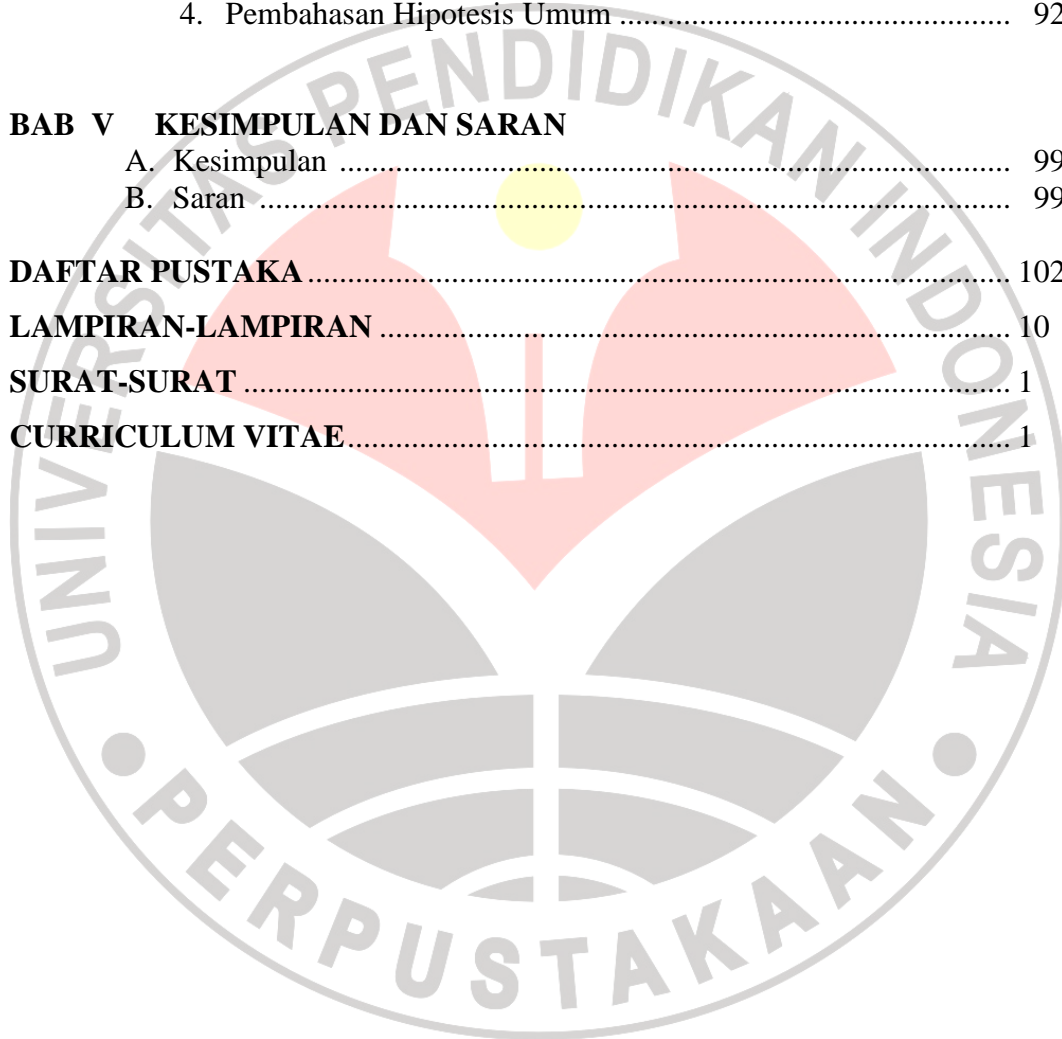 4. Pembahasan Hipotesis Umum ................................................. 92
BAB V KESIMPULAN DAN SARAN
A. Kesimpulan ..................................................................................... 99
B. Saran ............................................................................................... 99
DAFTAR PUSTAKA ......................................................................................... 102
LAMPIRAN-LAMPIRAN ................................................................................ 10
SURAT-SURAT ................................................................................................. 1
CURRICULUM VITAE .................................................................................... 1
UNIVERSITAS PENDIDIKAN INDONESIA
PERPUSTAKAAN